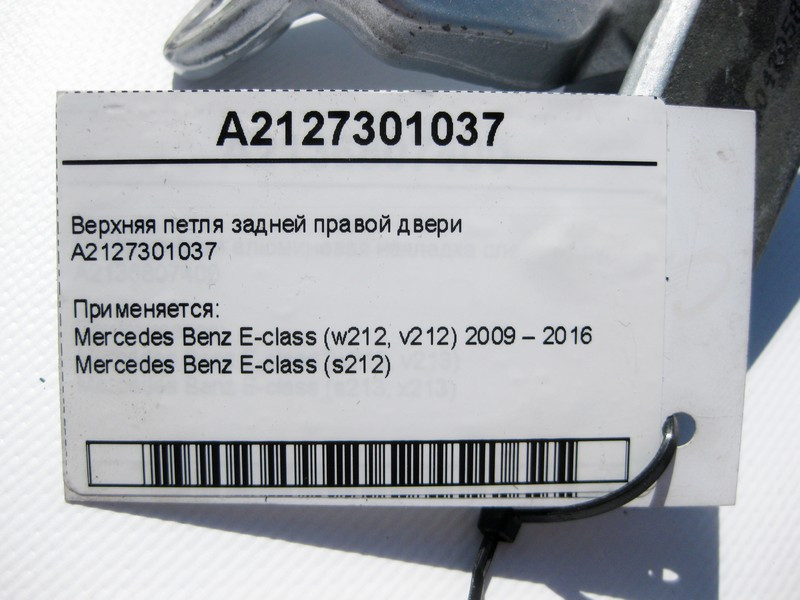 A2127301037
Верхняя петля задней правой двери
A2127301037
Применяется:
Mercedes Benz E-class (w212, v212) 2009 – 2016
Mercedes Benz E-class (s212)